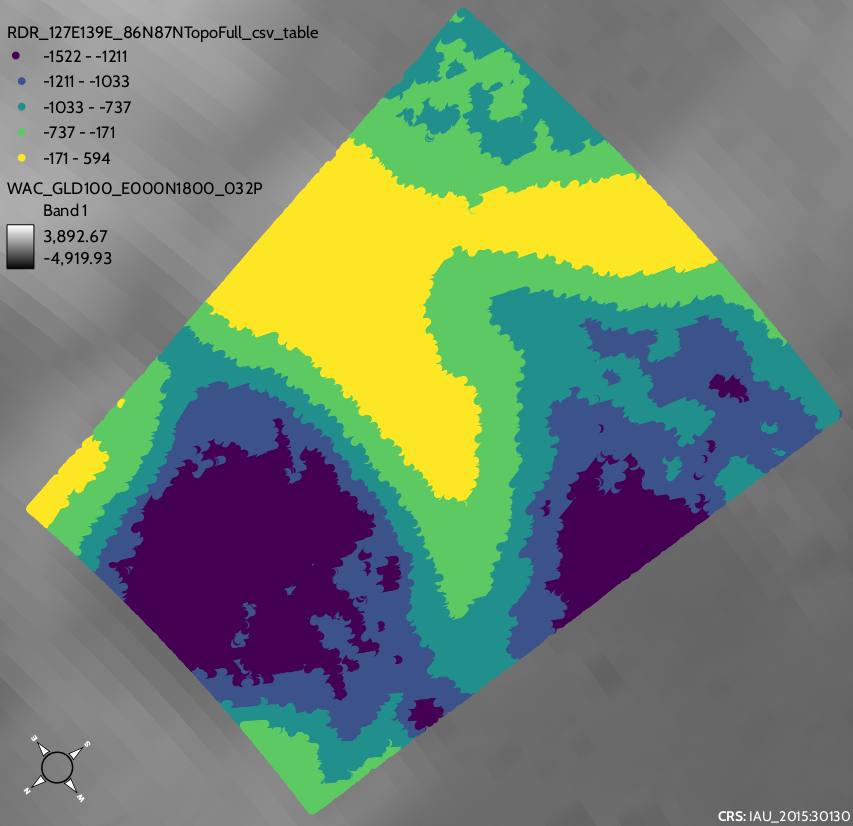 RDR_127E139E_86N87NTopoFull_csv_table
-1522 - -1211
-1211 - -1033
-1033 - -737
-737 - -171
-171 - 594
WAC_GLD100_E000N1800_032P
Band 1
3,892.67
-4,919.93
E
S
N
W
CRS: IAU_2015:30130